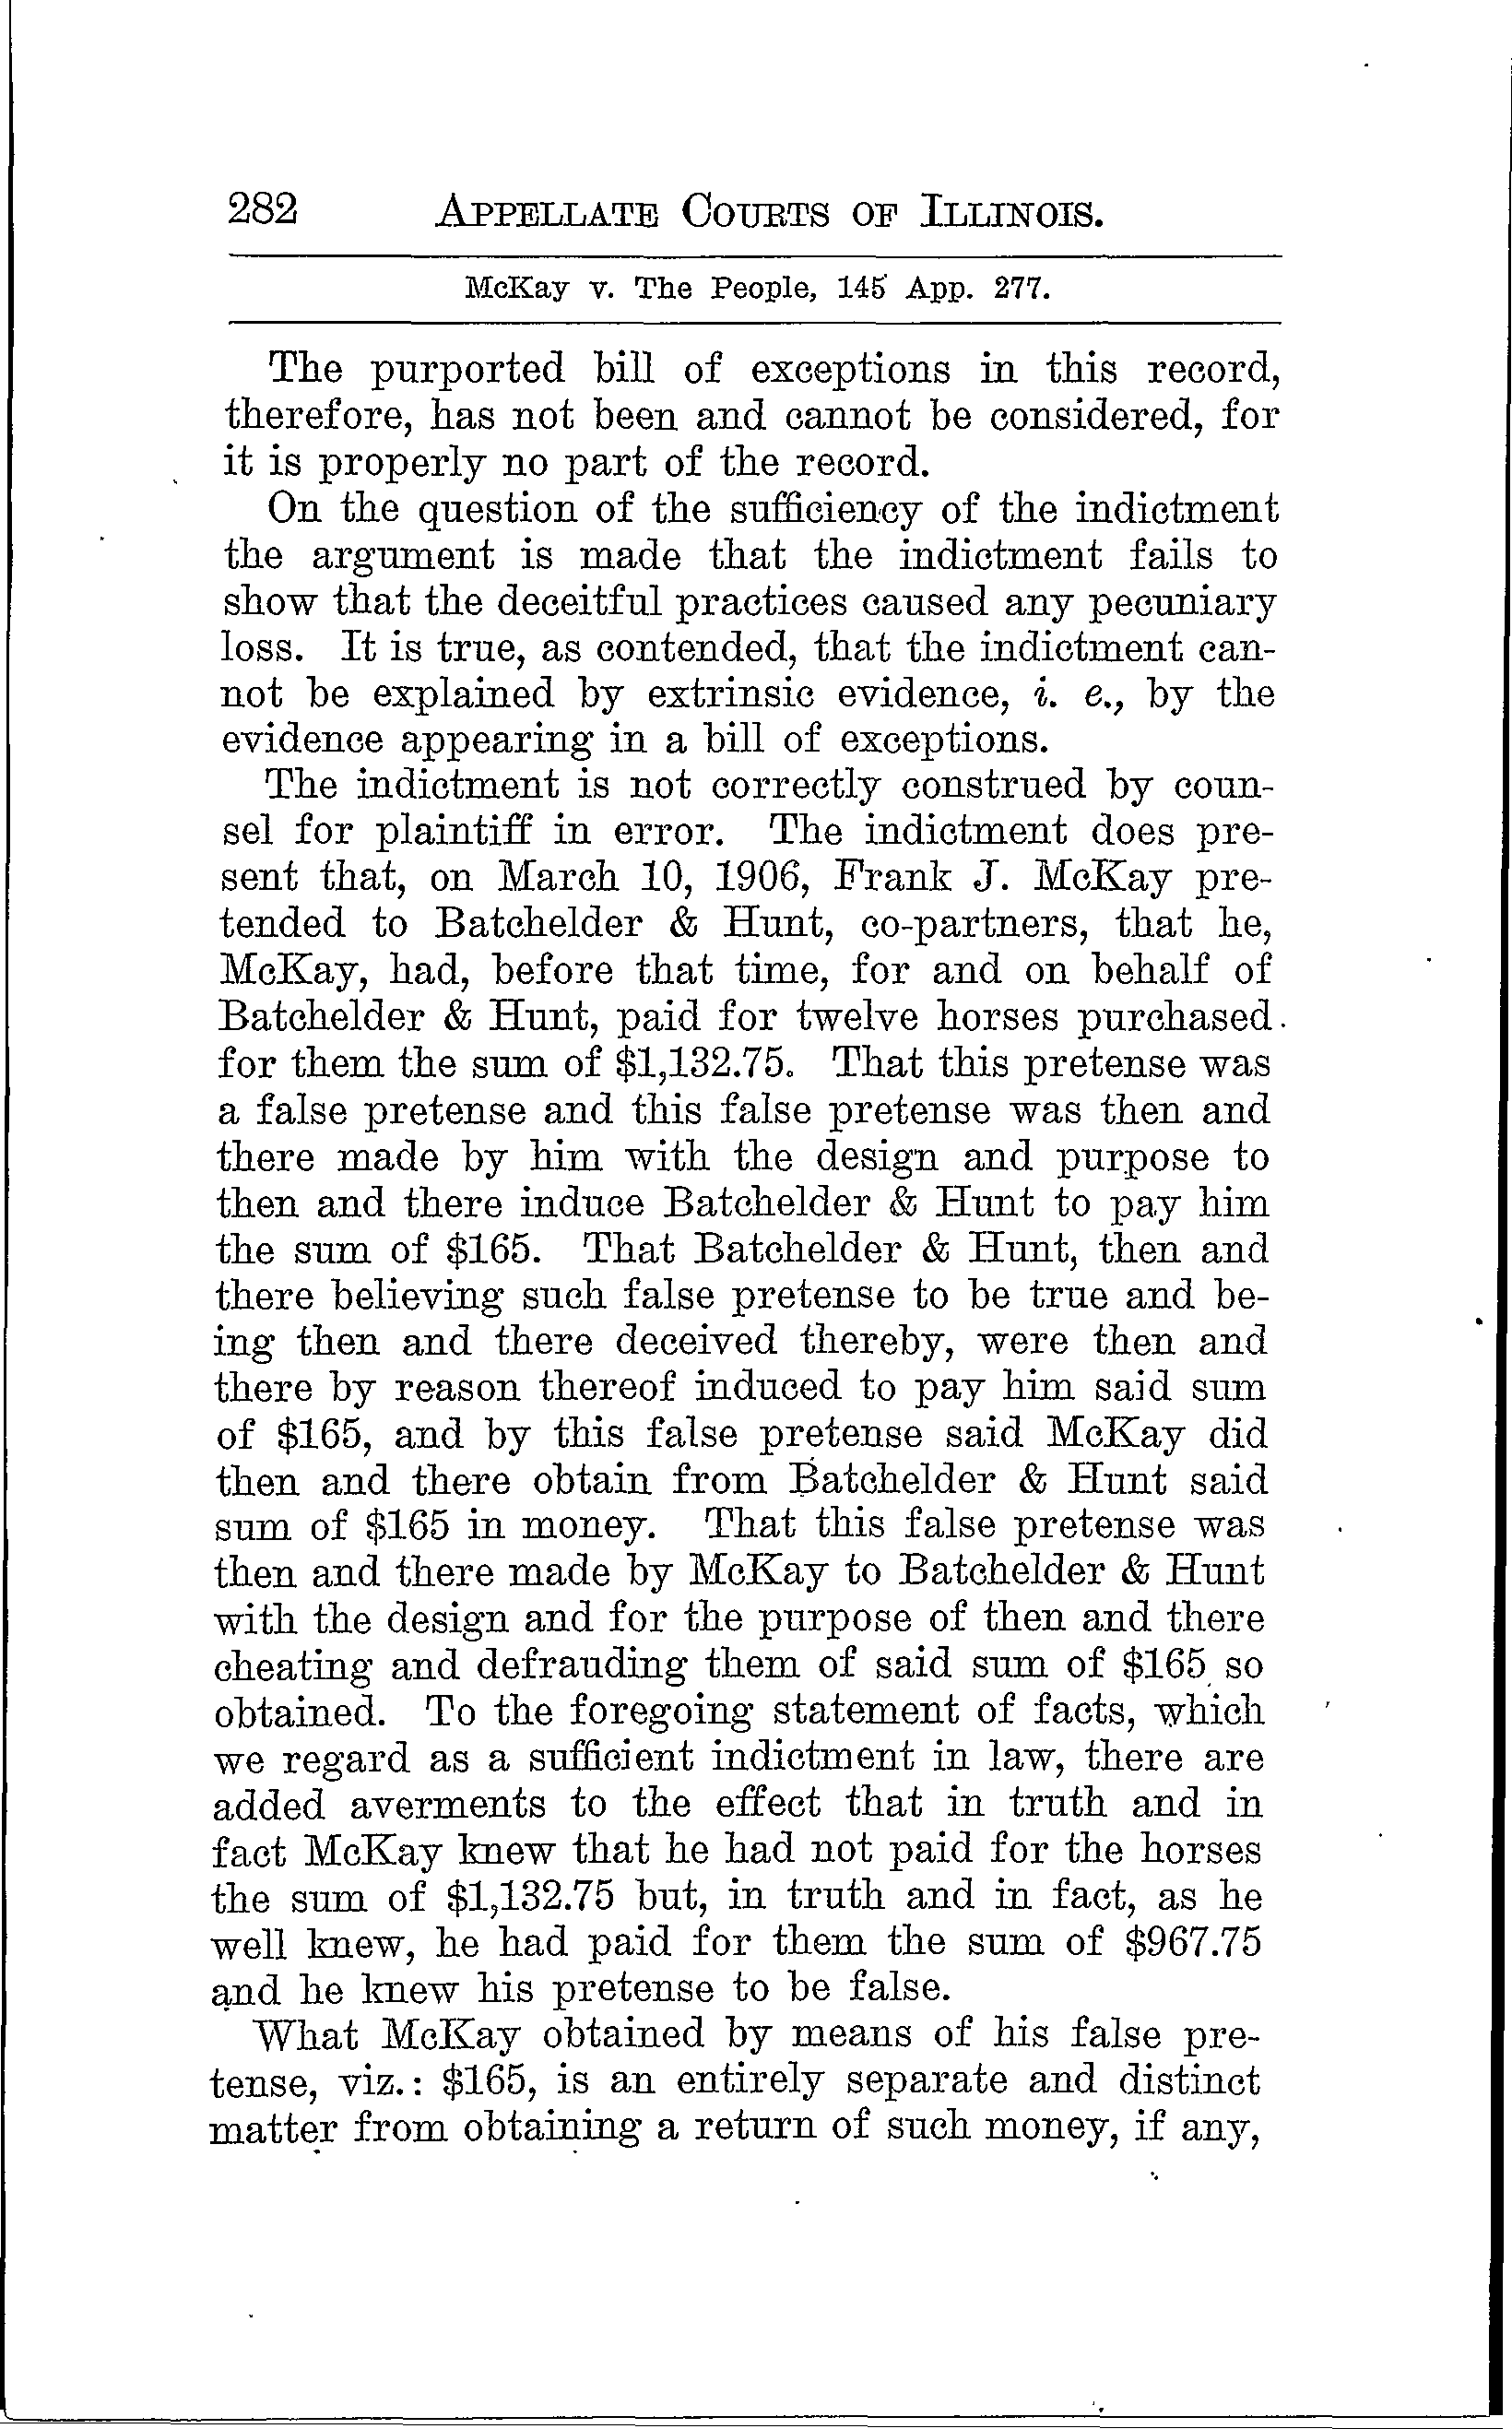 282 APPELLATE COURTS OF ILLINOIS.
McKay v. The People, 145 App. 277.
The purported bill of exceptions in this record,
therefore, has not been and cannot be considered, for
it is properly no part of the record.
On the question of the sufficiency of the indictment
the argument is made that the indictment fails to
show that the deceitful practices caused any pecuniary
loss. It is true, as contended, that the indictment can-
not be explained by extrinsic evidence, i. e., by the
evidence appearing in a bill of exceptions.
The indictment is not correctly construed by coun-
sel for plaintiff in error. The indictment does pre-
sent that, on March 10, 1906, Frank J. McKay pre-
tended to Batchelder & Hunt, co-partners, that he,
McKay, had, before that time, for and on behalf of
Batchelder & Hunt, paid for twelve horses purchased
for them the sum of $1,132.75. That this pretense was
a false pretense and this false pretense was then and
there made by him with the design and purpose to
then and there induce Batchelder & Hunt to pay him
the sum of $165. That Batchelder & Hunt, then and
there believing such false pretense to be true and be-
ing then and there deceived thereby, were then and
there by reason thereof induced to pay him said sum
of $165, and by this false pretense said McKay did
then and there obtain from Batchelder & Hunt said
sum of $165 in money. That this false pretense was
then and there made by McKay to Batchelder & Hunt
with the design and for the purpose of then and there
cheating and defrauding them of said sum of $165 so
obtained. To the foregoing statement of facts, which
we regard as a sufficient indictment in law, there are
added averments to the effect that in truth and in
fact McKay knew that he had not paid for the horses
the sum of $1,132.75 but, in truth and in fact, as he
well knew, he had paid for them the sum of $967.75
and he knew his pretense to be false.
What McKay obtained by means of his false pre-
tense, viz.: $165, is an entirely separate and distinct
matter from obtaining a return of such money, if any,